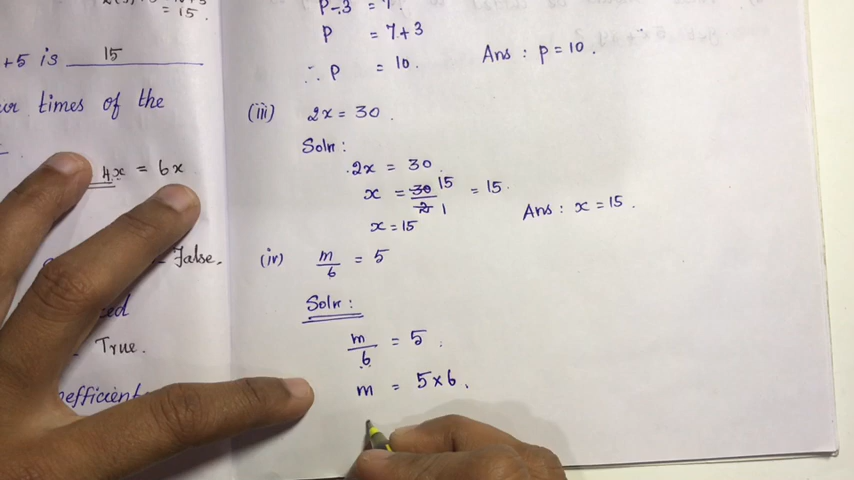 = 15.
+5 is 15
times of the
4x = 6x
False.
True.
P-3 = 7.
P = 7+3
∴ P = 10.
Ans : p = 10.
(iii) 2x = 30.
Soln :
2x = 30.
x = 30/2 15 1 = 15.
x = 15
Ans : x = 15.
(iv) m/6 = 5
Soln :
m/6 = 5.
m = 5×6.